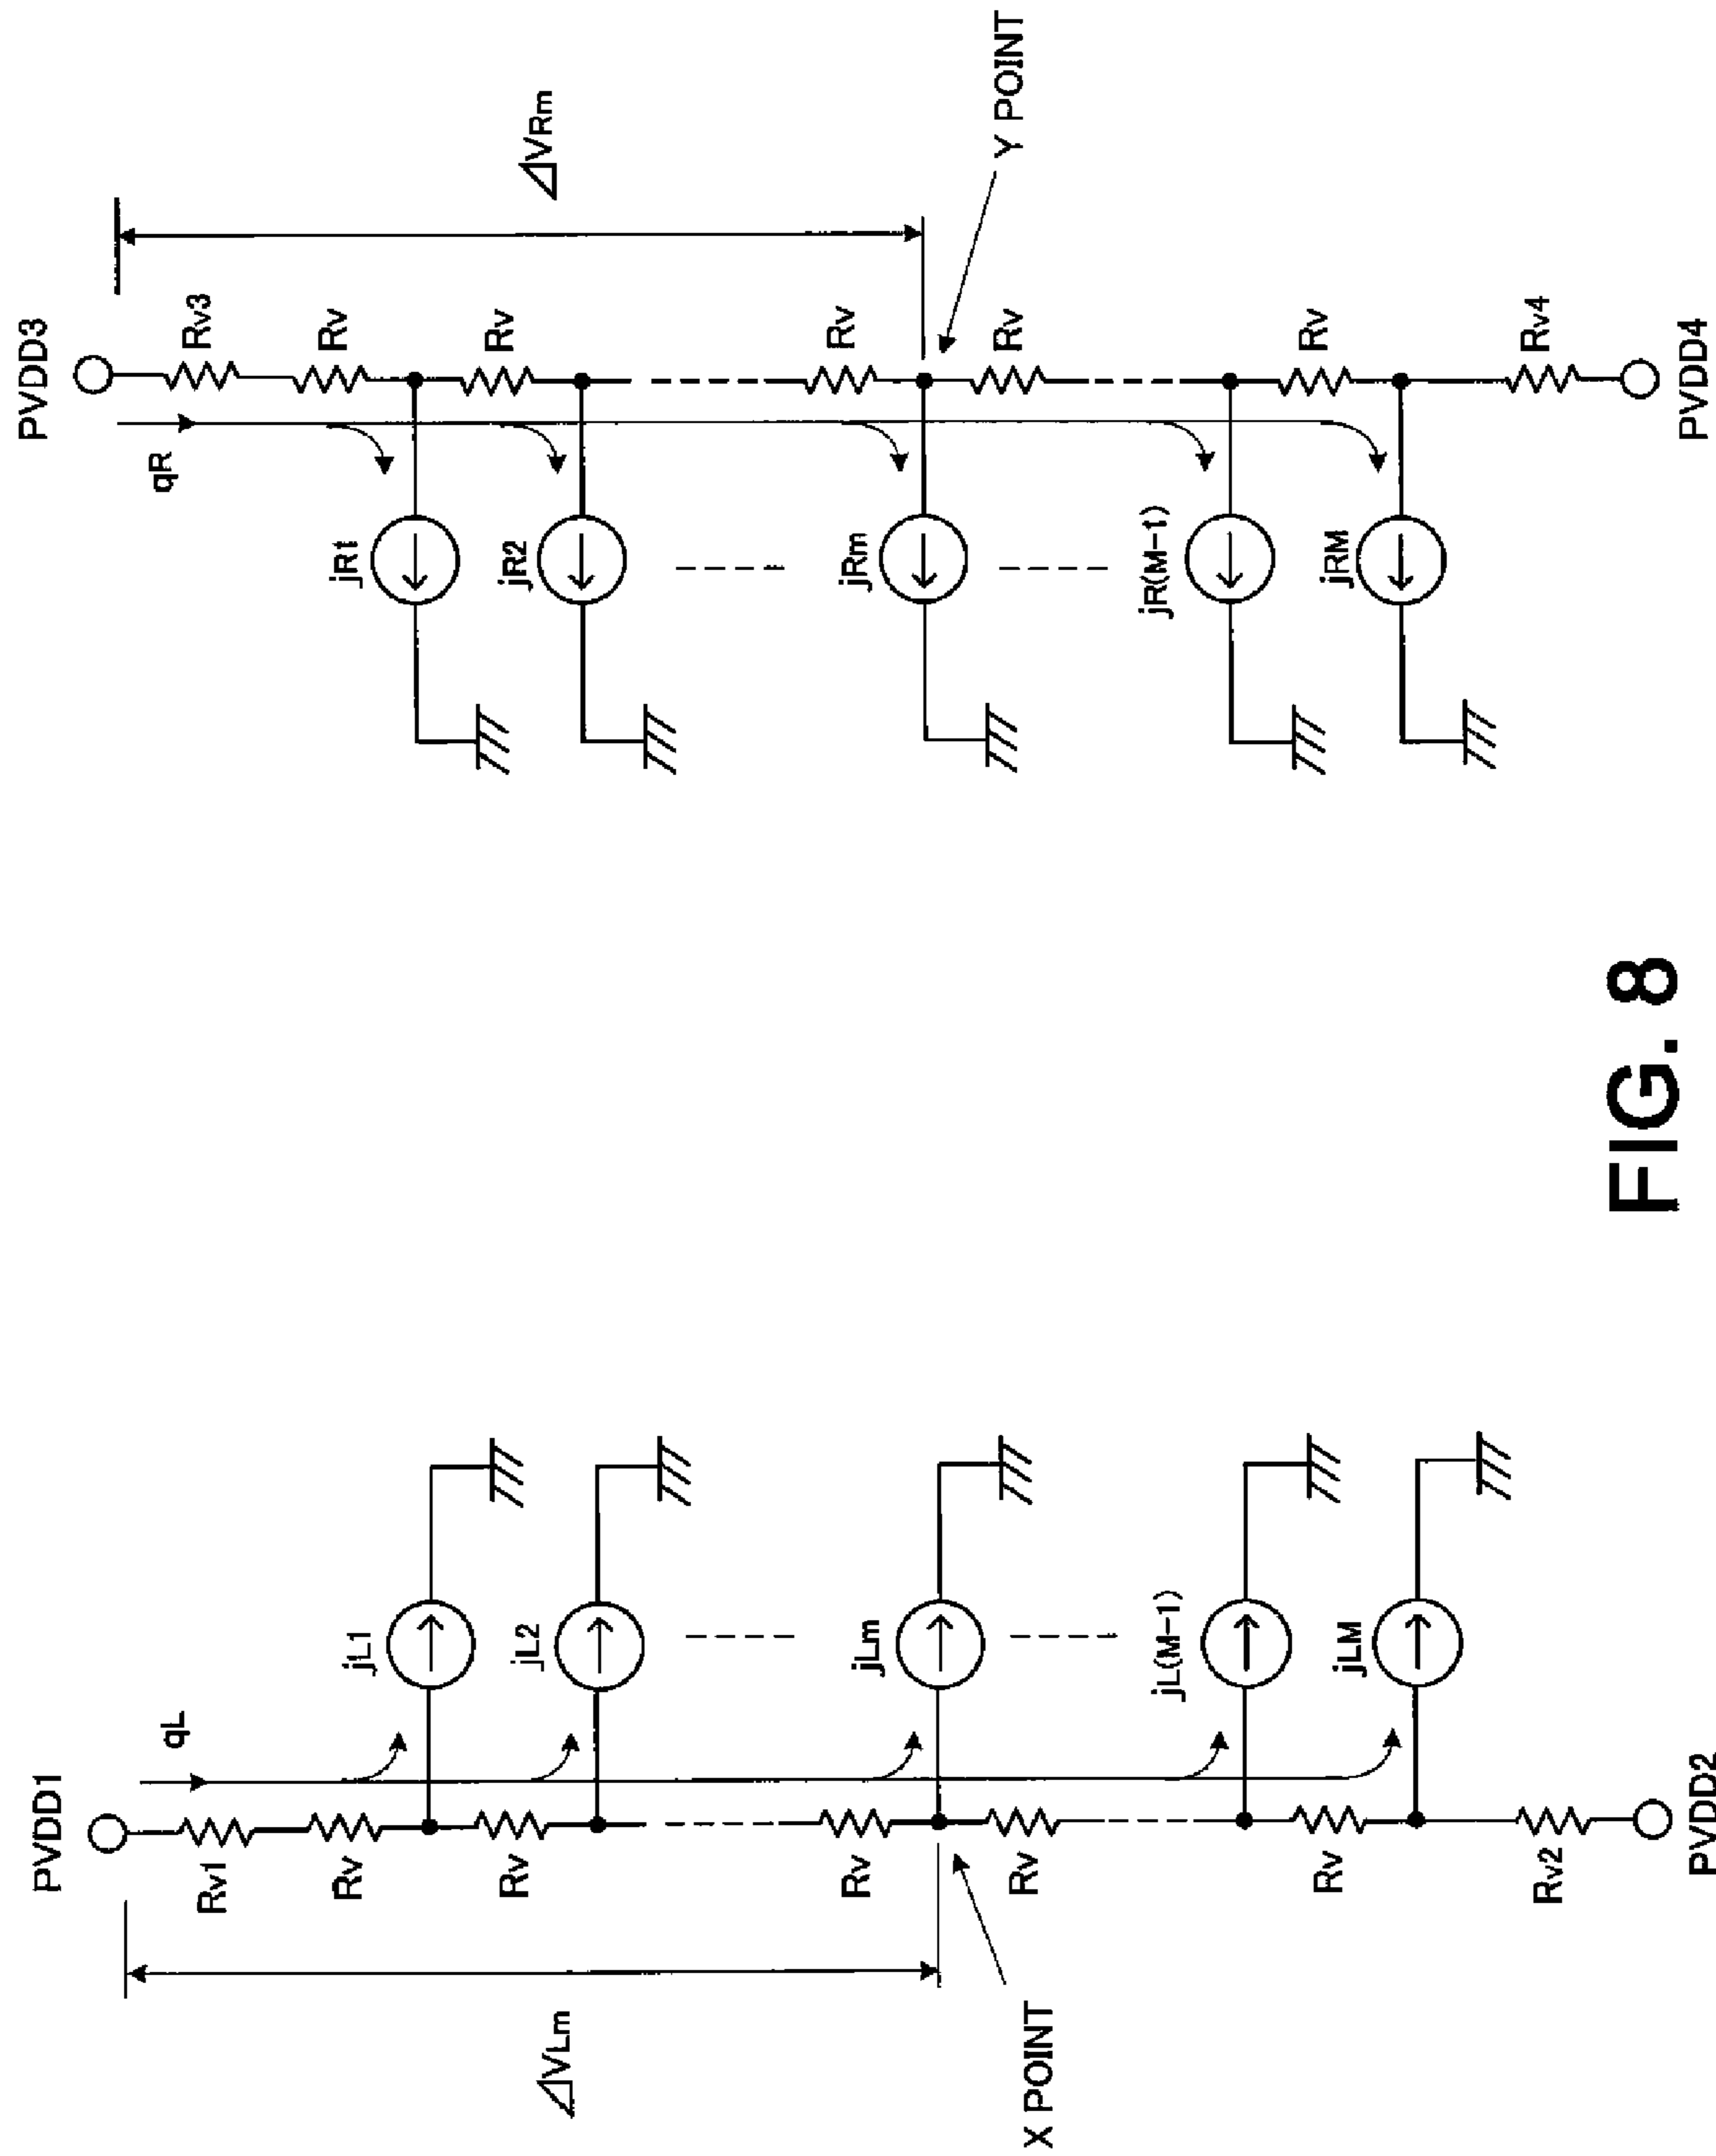 PVDD1
qL
Rv1
Rv
jL1
Rv
jL2
ΔVLm
Rv
jLm
X POINT
Rv
jL(M-1)
Rv
jLM
Rv2
PVDD2
PVDD3
qR
Rv3
Rv
jR1
Rv
jR2
ΔVRm
Rv
jRm
Y POINT
Rv
jR(M-1)
Rv
jRM
Rv4
PVDD4
FIG. 8